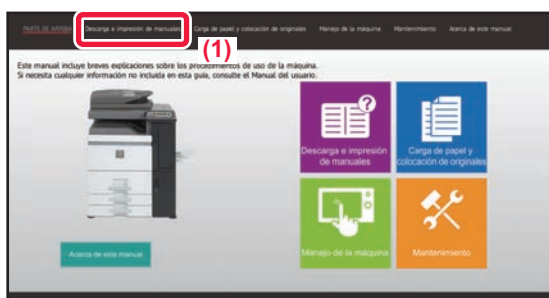 PARTE DE ARRIBA Descarga e impresión de manuales Carga de papel y colocación de originales Manejo de la máquina Mantenimiento Acerca de este manual
(1)
Este manual incluye breves explicaciones sobre los procedimientos de uso de la máquina.
Si necesita cualquier información no incluida en esta guía, consulte el Manual del usuario.
Descarga e impresión
de manuales
Carga de papel y
colocación de originales
Acerca de este manual
Manejo de la máquina
Mantenimiento